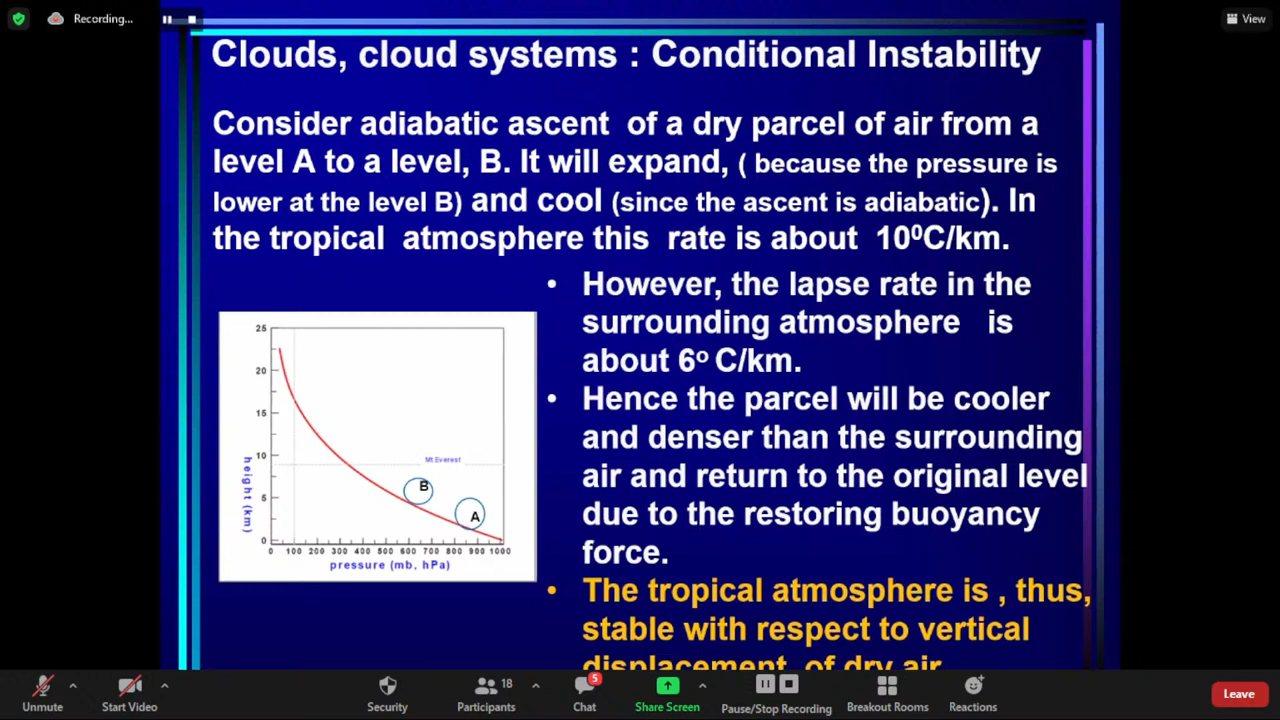 Recording...
View
Clouds, cloud systems : Conditional Instability
Consider adiabatic ascent of a dry parcel of air from a
level A to a level, B. It will expand, ( because the pressure is
lower at the level B) and cool (since the ascent is adiabatic). In
the tropical atmosphere this rate is about 10⁰C/km.
• However, the lapse rate in the
surrounding atmosphere is
about 6ᵒ C/km.
• Hence the parcel will be cooler
and denser than the surrounding
air and return to the original level
due to the restoring buoyancy
force.
• The tropical atmosphere is , thus,
stable with respect to vertical
displacement of dry air
25
20
15
10
5
0
height (km)
Mt Everest
B
A
0 100 200 300 400 500 600 700 800 900 1000
pressure (mb, hPa)
Unmute
Start Video
Security
18
Participants
5
Chat
Share Screen
Pause/Stop Recording
Breakout Rooms
Reactions
Leave